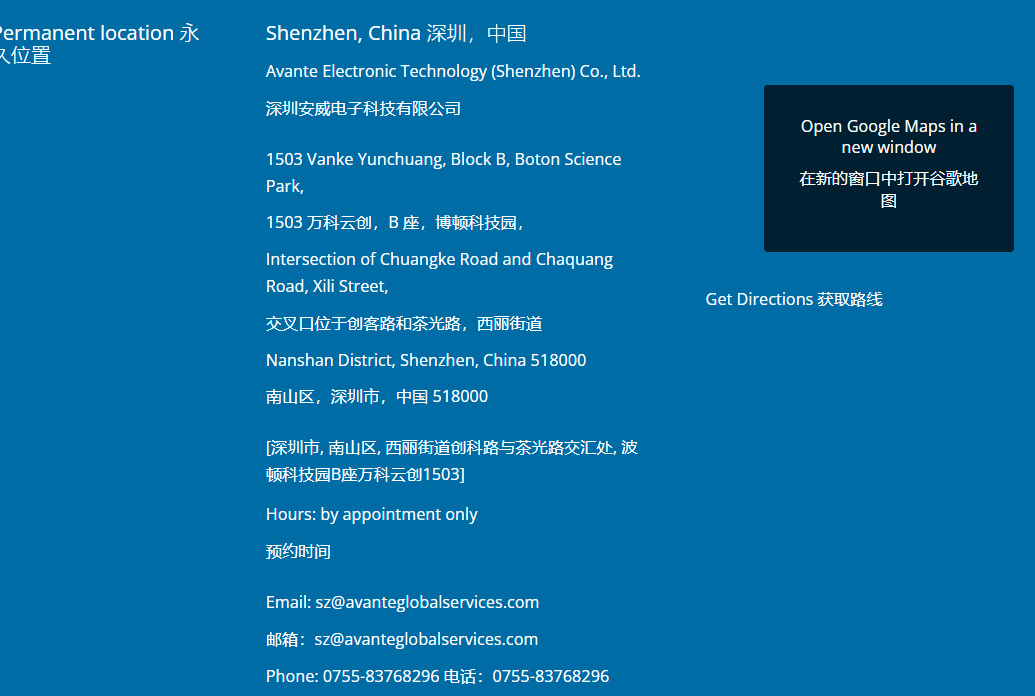 Permanent location 永
久位置
Shenzhen, China 深圳，中国
Avante Electronic Technology (Shenzhen) Co., Ltd.
深圳安威电子科技有限公司
1503 Vanke Yunchuang, Block B, Boton Science
Park,
1503 万科云创，B 座，博顿科技园，
Intersection of Chuangke Road and Chaquang
Road, Xili Street,
交叉口位于创客路和茶光路，西丽街道
Nanshan District, Shenzhen, China 518000
南山区，深圳市，中国 518000
[深圳市, 南山区, 西丽街道创科路与茶光路交汇处, 波
顿科技园B座万科云创1503]
Hours: by appointment only
预约时间
Email: sz@avanteglobalservices.com
邮箱：sz@avanteglobalservices.com
Phone: 0755-83768296 电话：0755-83768296
Open Google Maps in a
new window
在新的窗口中打开谷歌地
图
Get Directions 获取路线